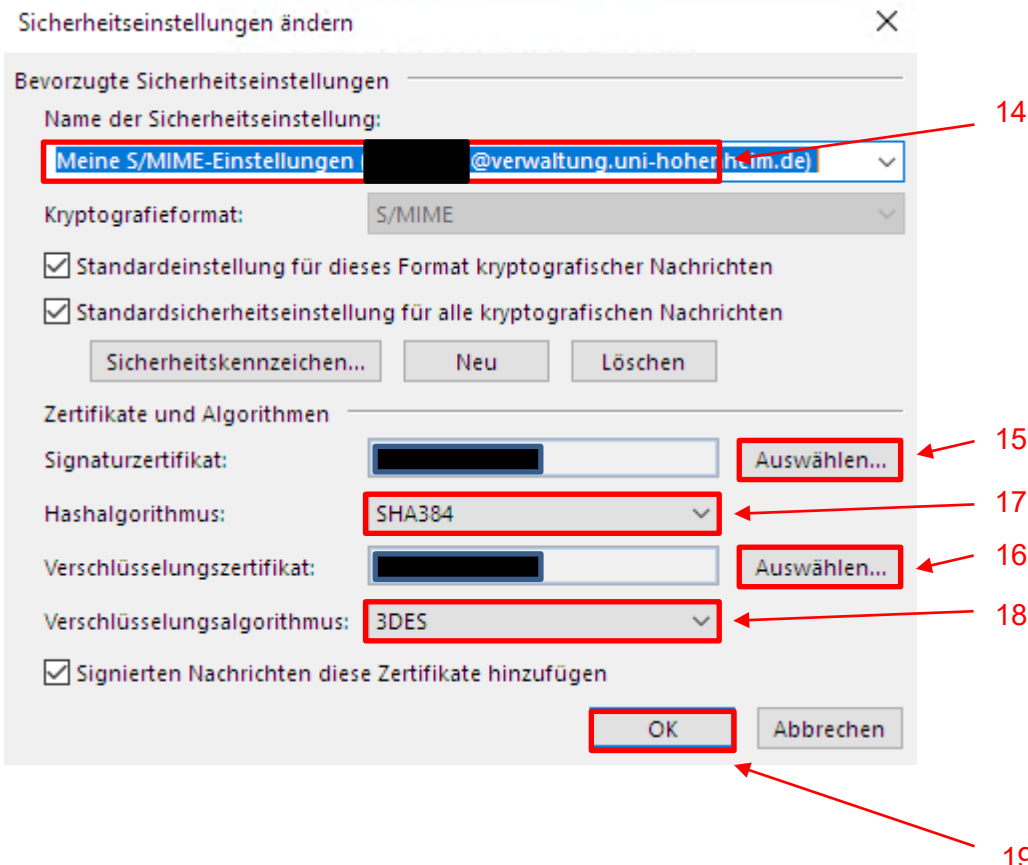 Sicherheitseinstellungen ändern
Bevorzugte Sicherheitseinstellungen
Name der Sicherheitseinstellung:
14
Meine S/MIME-Einstellungen ( @verwaltung.uni-hohenheim.de)
Kryptografieformat: S/MIME
Standardeinstellung für dieses Format kryptografischer Nachrichten
Standardsicherheitseinstellung für alle kryptografischen Nachrichten
Sicherheitskennzeichen... Neu Löschen
Zertifikate und Algorithmen
Signaturzertifikat: Auswählen... 15
Hashalgorithmus: SHA384 17
Verschlüsselungszertifikat: Auswählen... 16
Verschlüsselungsalgorithmus: 3DES 18
Signierten Nachrichten diese Zertifikate hinzufügen
OK Abbrechen
19